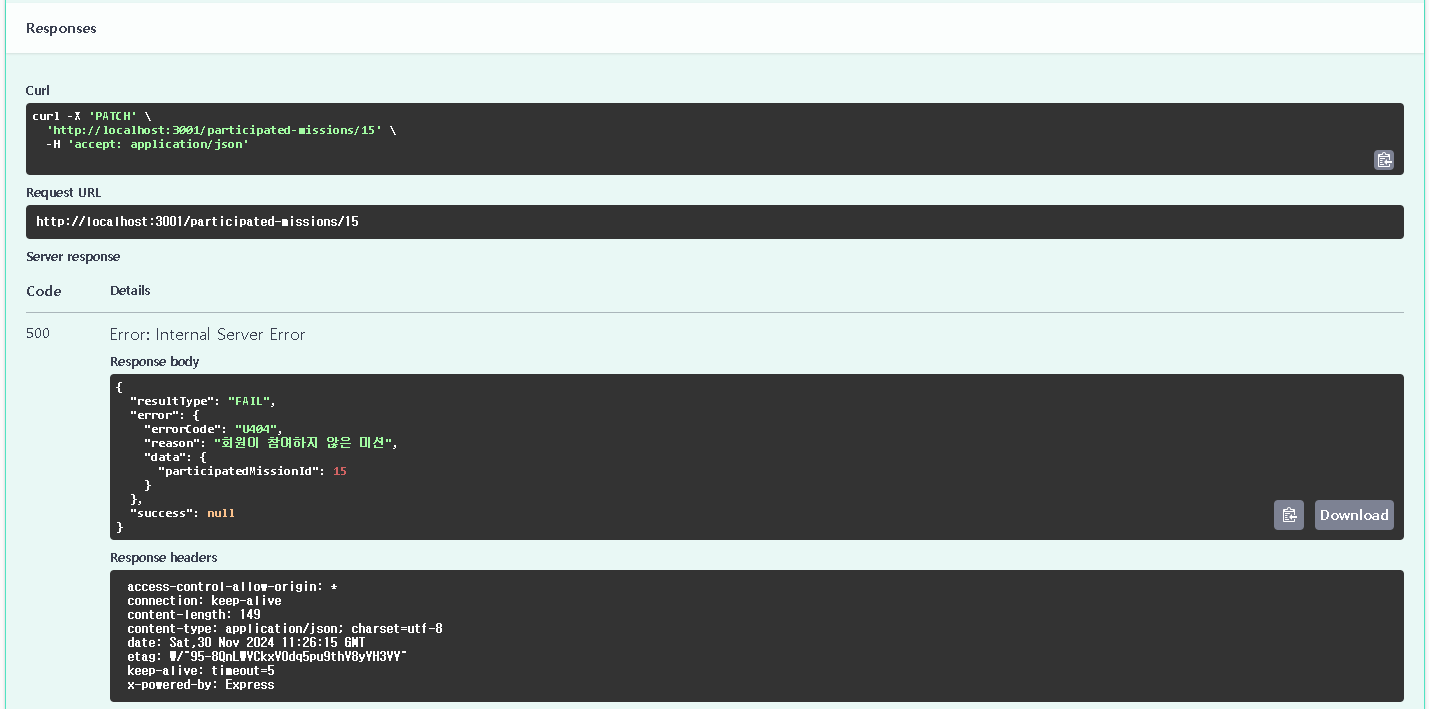 Responses
Curl
curl -X 'PATCH' \
'http://localhost:3001/participated-missions/15' \
-H 'accept: application/json'
Request URL
http://localhost:3001/participated-missions/15
Server response
Code Details
500 Error: Internal Server Error
Response body
{
"resultType": "FAIL",
"error": {
"errorCode": "U404",
"reason": "회원이 참여하지 않은 미션",
"data": {
"participatedMissionId": 15
}
},
"success": null
}
Download
Response headers
access-control-allow-origin: *
connection: keep-alive
content-length: 149
content-type: application/json; charset=utf-8
date: Sat,30 Nov 2024 11:26:15 GMT
keep-alive: timeout=5
x-powered-by: Express